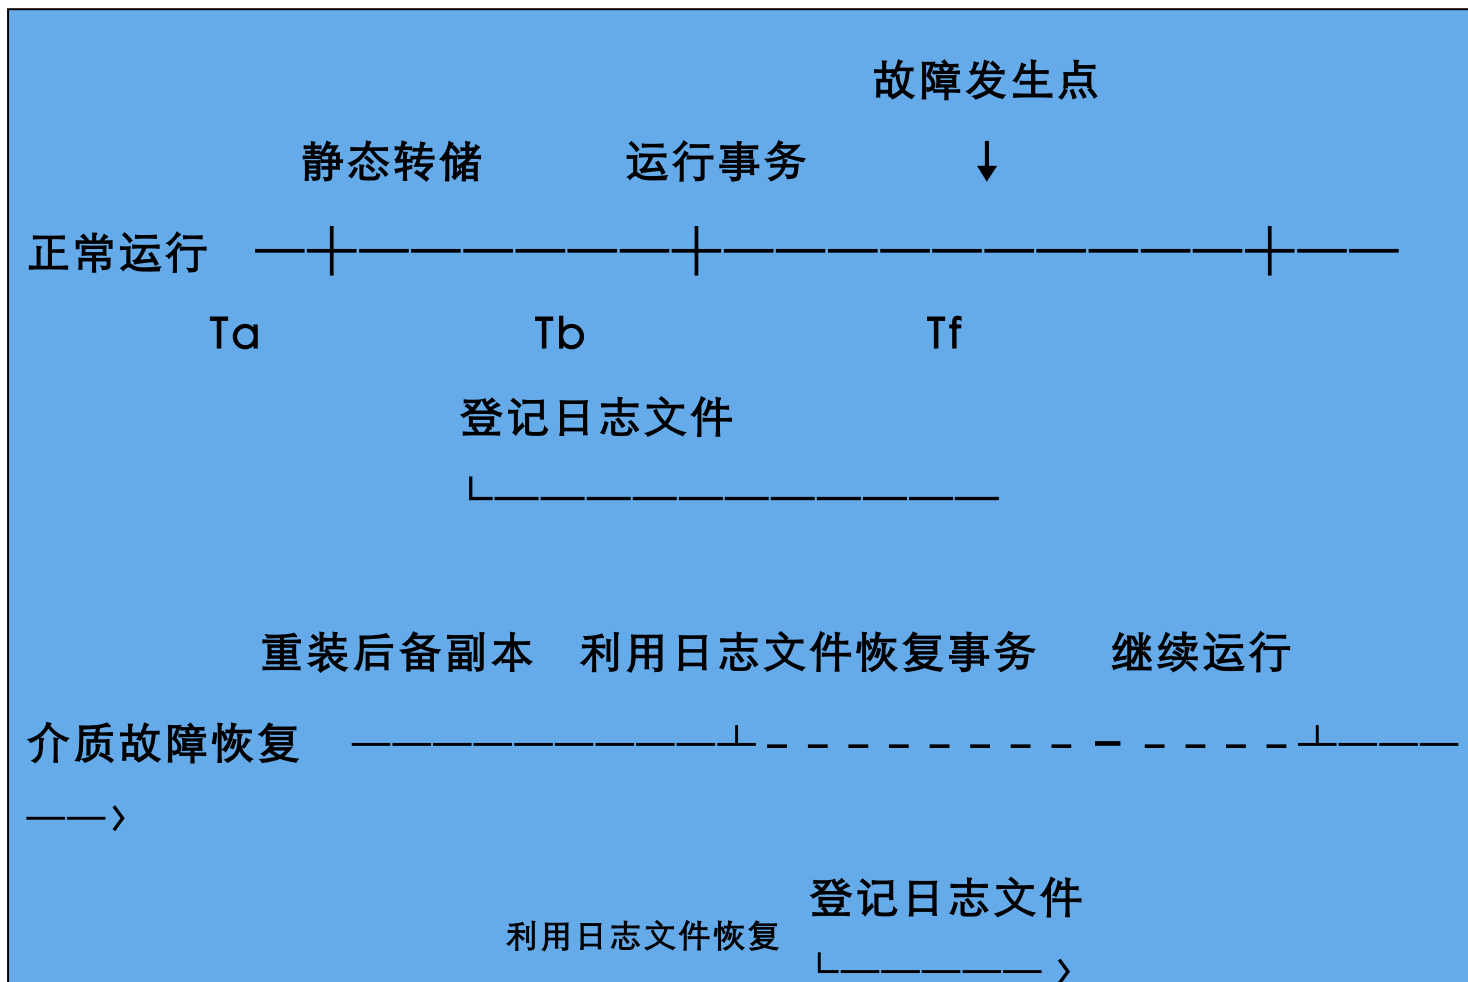 故障发生点
静态转储 运行事务 ↓
正常运行 —┼———————┼———————————┼——
Ta Tb Tf
登记日志文件
└———————————
重装后备副本 利用日志文件恢复事务 继续运行
介质故障恢复 ——————————┴-------------┴———
——〉
登记日志文件
利用日志文件恢复 └—————〉